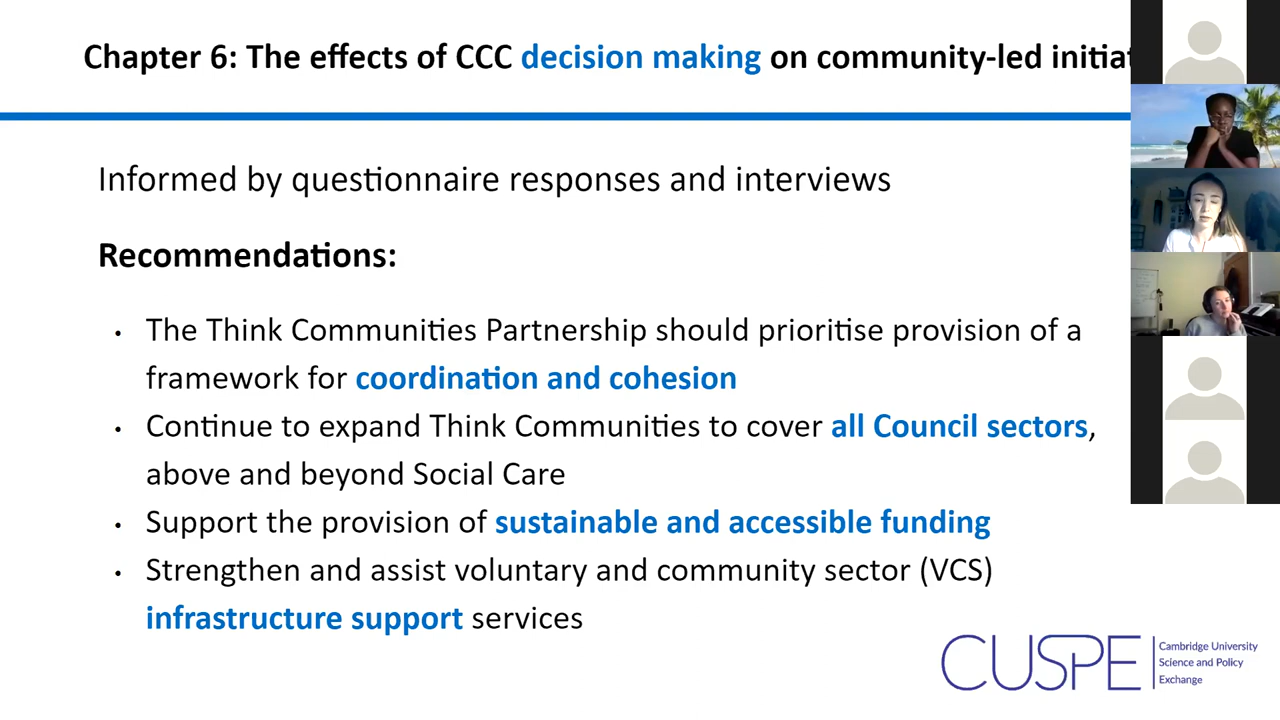 Chapter 6: The effects of CCC decision making on community-led initiat
Informed by questionnaire responses and interviews
Recommendations:
• The Think Communities Partnership should prioritise provision of a
framework for coordination and cohesion
• Continue to expand Think Communities to cover all Council sectors,
above and beyond Social Care
• Support the provision of sustainable and accessible funding
• Strengthen and assist voluntary and community sector (VCS)
infrastructure support services
CUSPE
Cambridge University
Science and Policy
Exchange